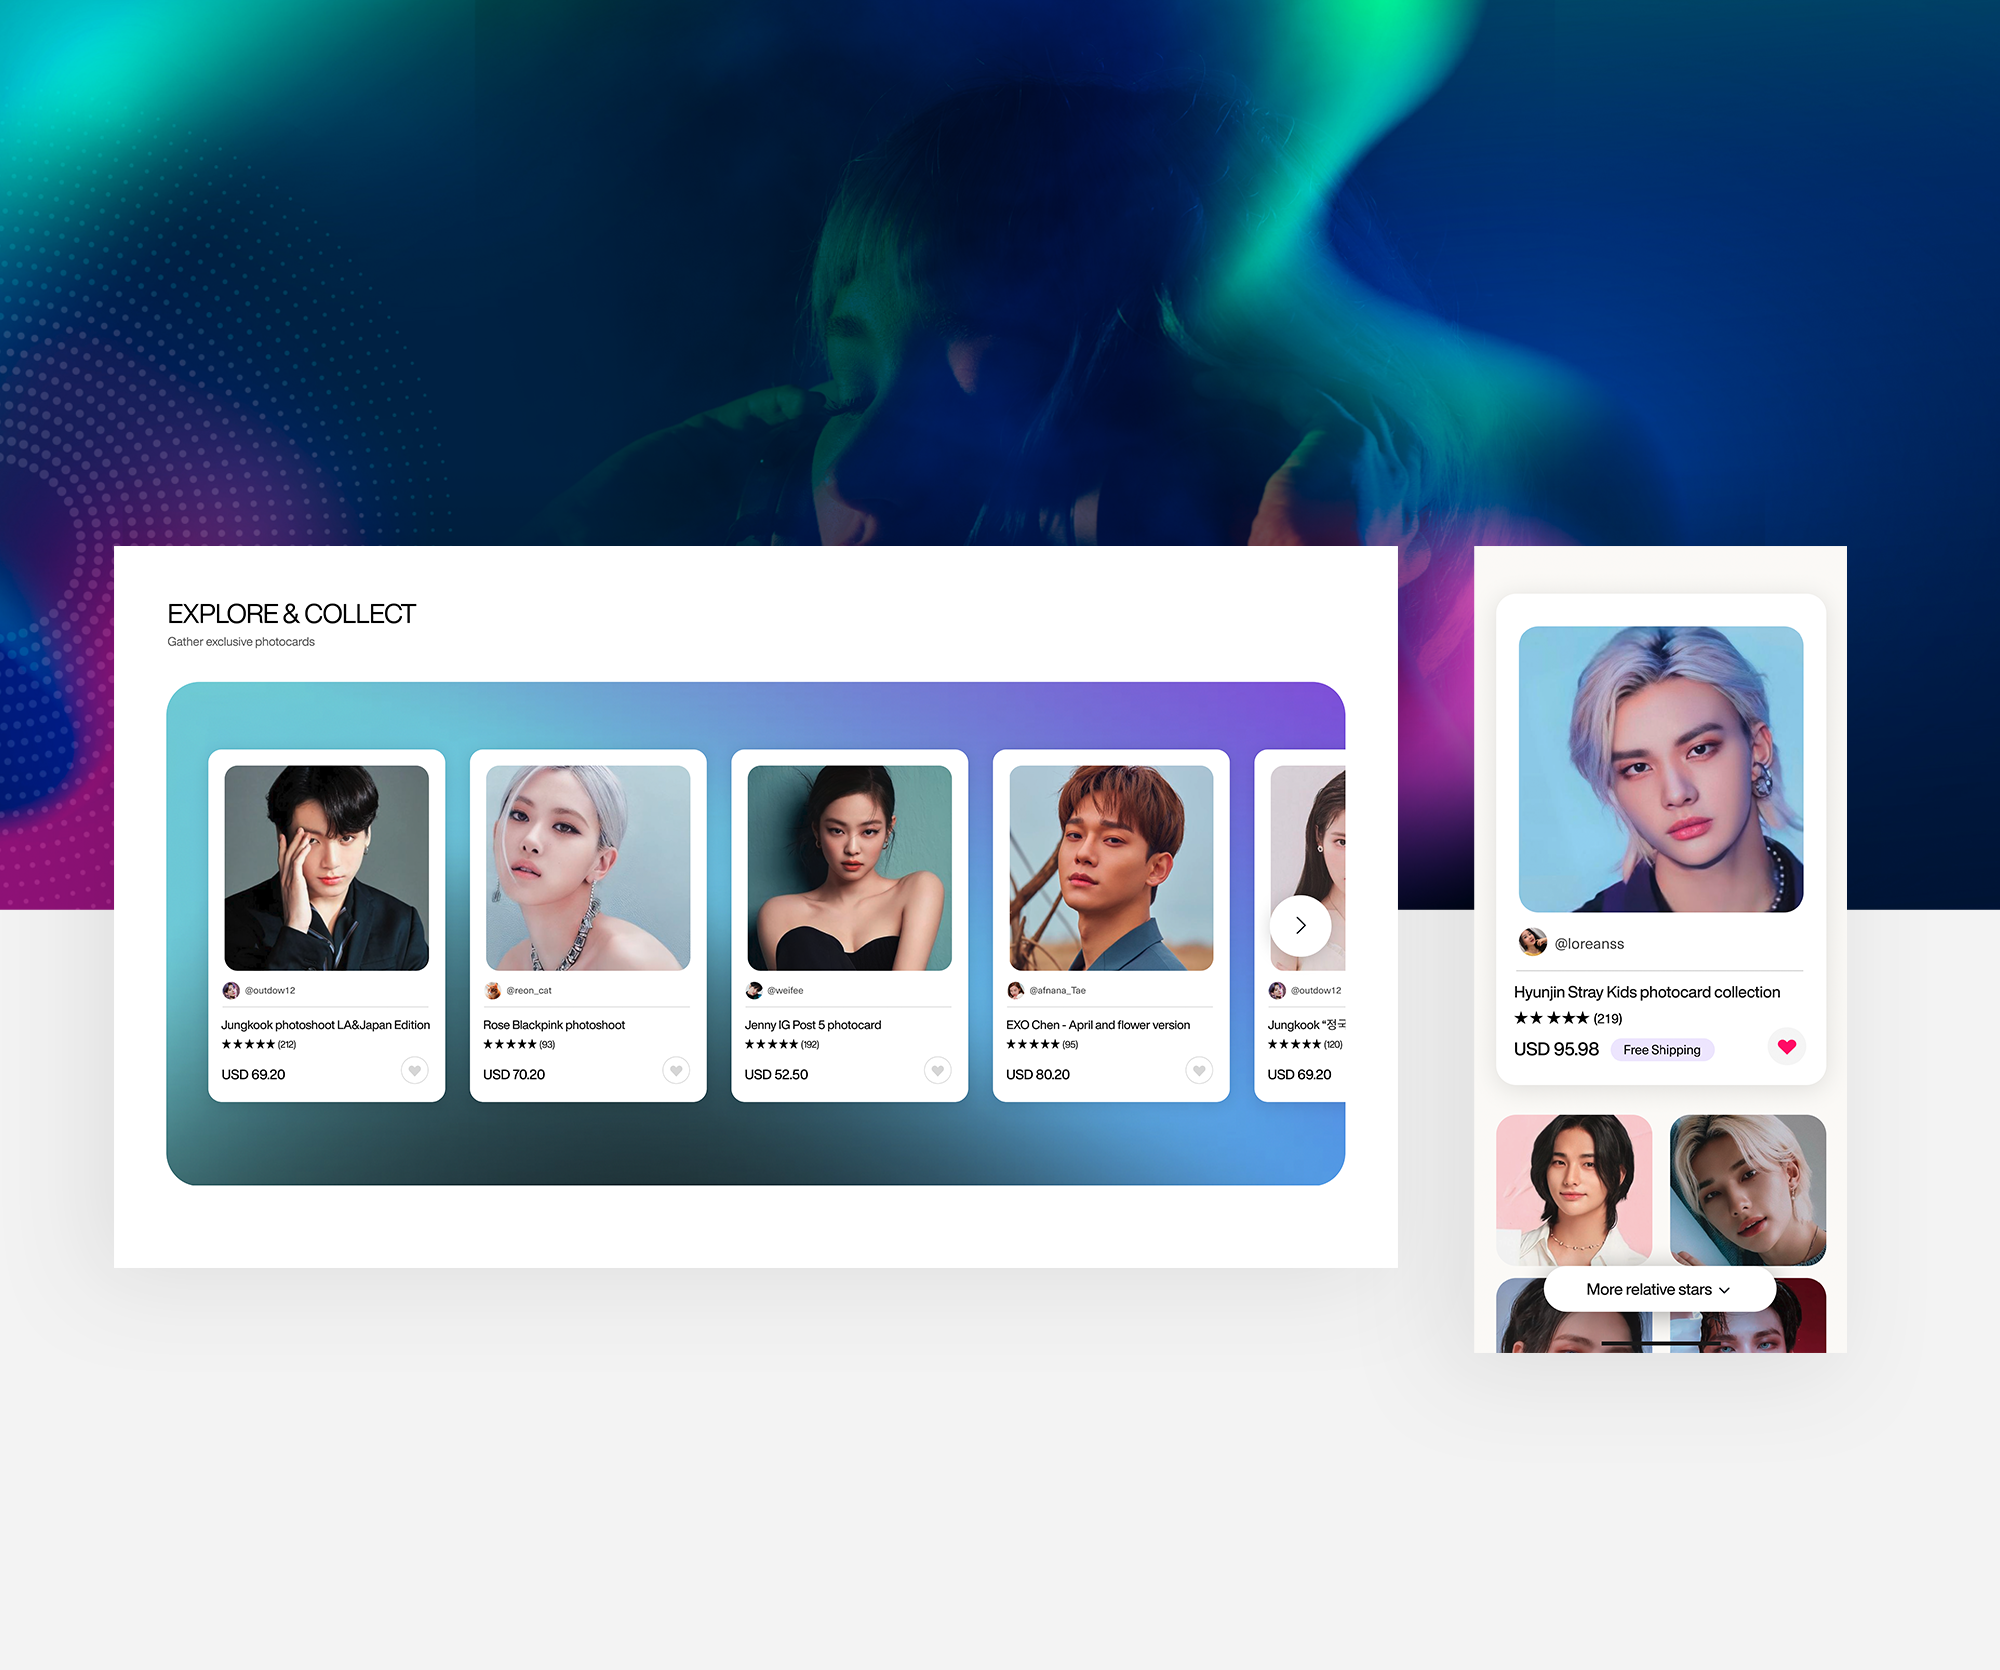 EXPLORE & COLLECT
Gather exclusive photocards
@outdow12
Jungkook photoshoot LA&Japan Edition
★★★★★ (212)
USD 69.20
@reon_cat
Rose Blackpink photoshoot
★★★★★ (93)
USD 70.20
@weifee
Jenny IG Post 5 photocard
★★★★★ (192)
USD 52.50
@afnana_Tae
EXO Chen - April and flower version
★★★★★ (95)
USD 80.20
@outdow12
Jungkook “정국
★★★★★ (120)
USD 69.20
@loreanss
Hyunjin Stray Kids photocard collection
★★★★★ (219)
USD 95.98 Free Shipping
More relative stars